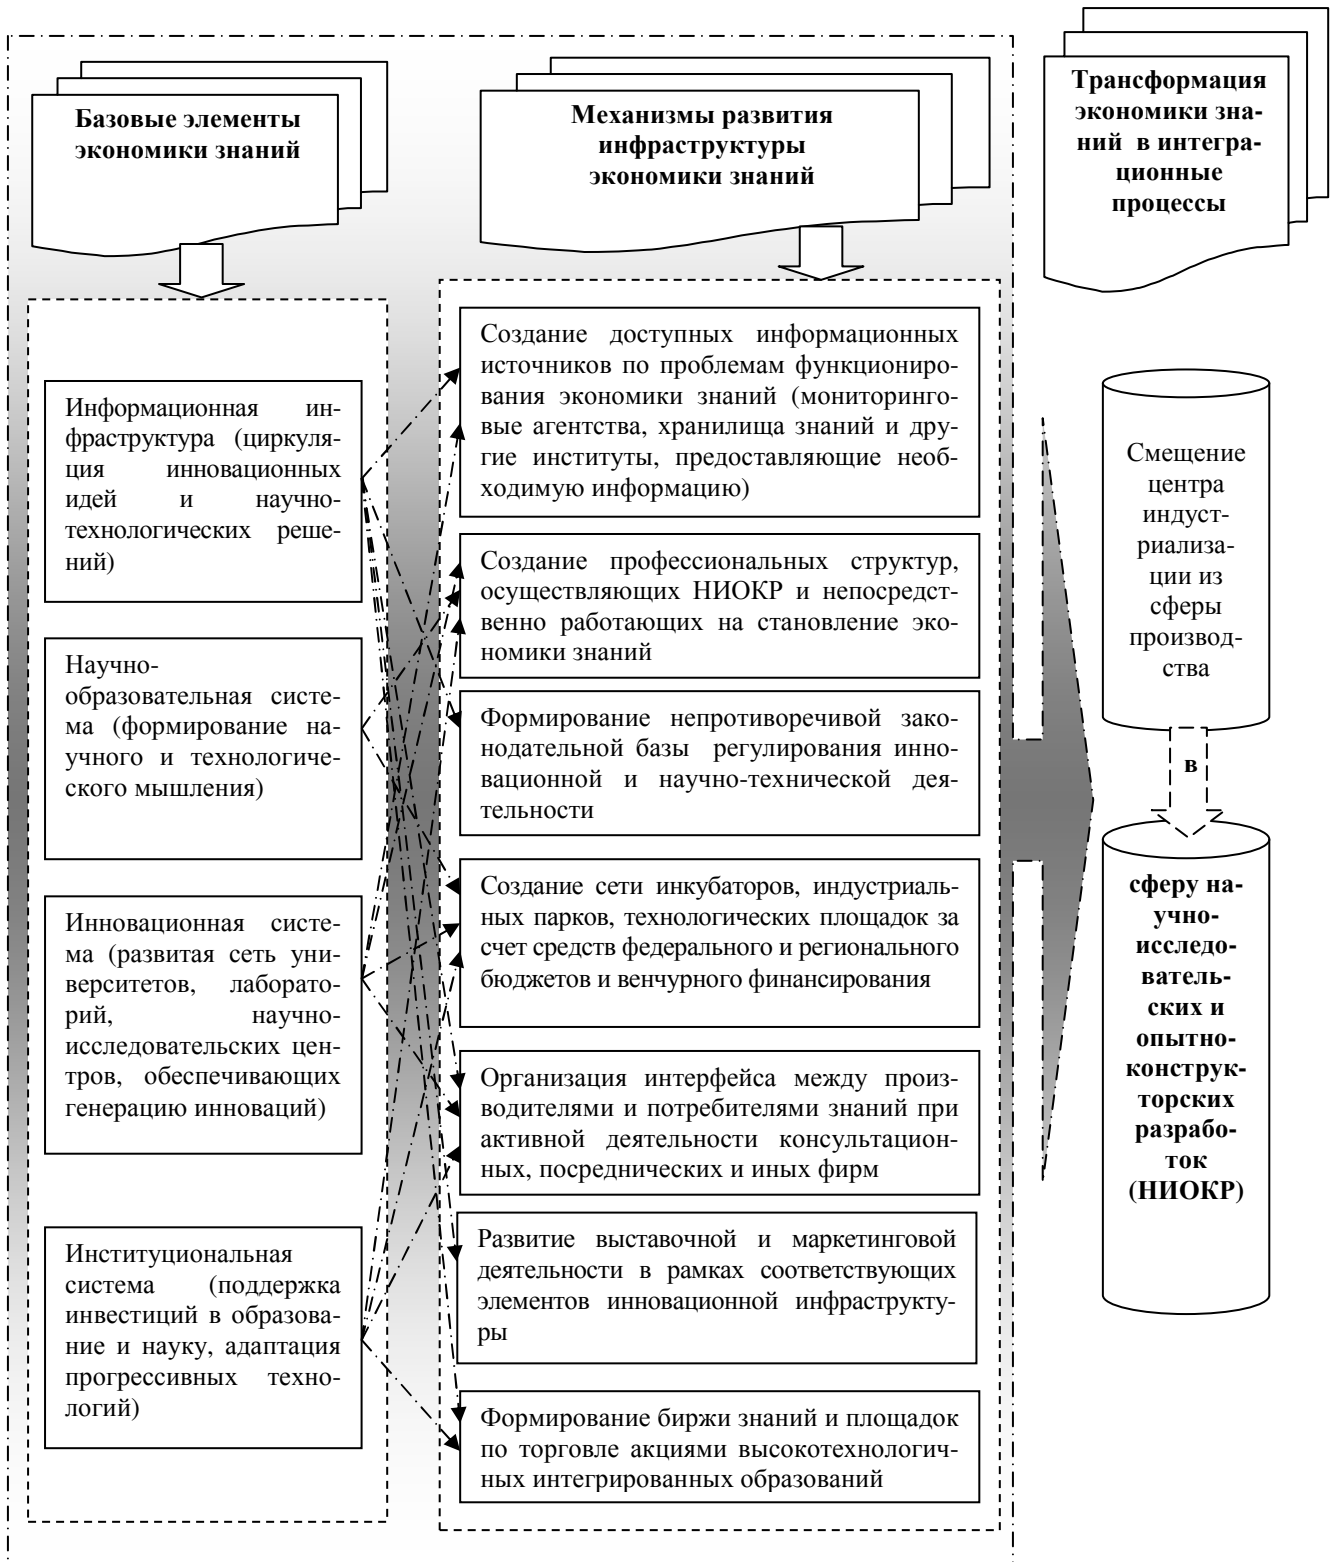 Базовые элементы
экономики знаний
Механизмы развития
инфраструктуры
экономики знаний
Трансформация
экономики зна-
ний в интегра-
ционные
процессы
Информационная ин-
фраструктура (циркуля-
ция инновационных
идей и научно-
технологических реше-
ний)
Научно-
образовательная систе-
ма (формирование на-
учного и технологиче-
ского мышления)
Инновационная систе-
ма (развитая сеть уни-
верситетов, лаборато-
рий, научно-
исследовательских цен-
тров, обеспечивающих
генерацию инноваций)
Институциональная
система (поддержка
инвестиций в образова-
ние и науку, адаптация
прогрессивных техно-
логий)
Создание доступных информационных
источников по проблемам функциониро-
вания экономики знаний (мониторинго-
вые агентства, хранилища знаний и дру-
гие институты, предоставляющие необ-
ходимую информацию)
Создание профессиональных структур,
осуществляющих НИОКР и непосредст-
венно работающих на становление эко-
номики знаний
Формирование непротиворечивой зако-
нодательной базы регулирования инно-
вационной и научно-технической дея-
тельности
Создание сети инкубаторов, индустриаль-
ных парков, технологических площадок за
счет средств федерального и регионального
бюджетов и венчурного финансирования
Организация интерфейса между произ-
водителями и потребителями знаний при
активной деятельности консультацион-
ных, посреднических и иных фирм
Развитие выставочной и маркетинговой
деятельности в рамках соответствующих
элементов инновационной инфраструкту-
ры
Формирование биржи знаний и площадок
по торговле акциями высокотехнологич-
ных интегрированных образований
Смещение
центра
индуст-
риализа-
ции из
сферы
производ-
ства
в
сферу на-
учно-
исследо-
ватель-
ских и
опытно-
конструк-
торских
разрабо-
ток
(НИОКР)